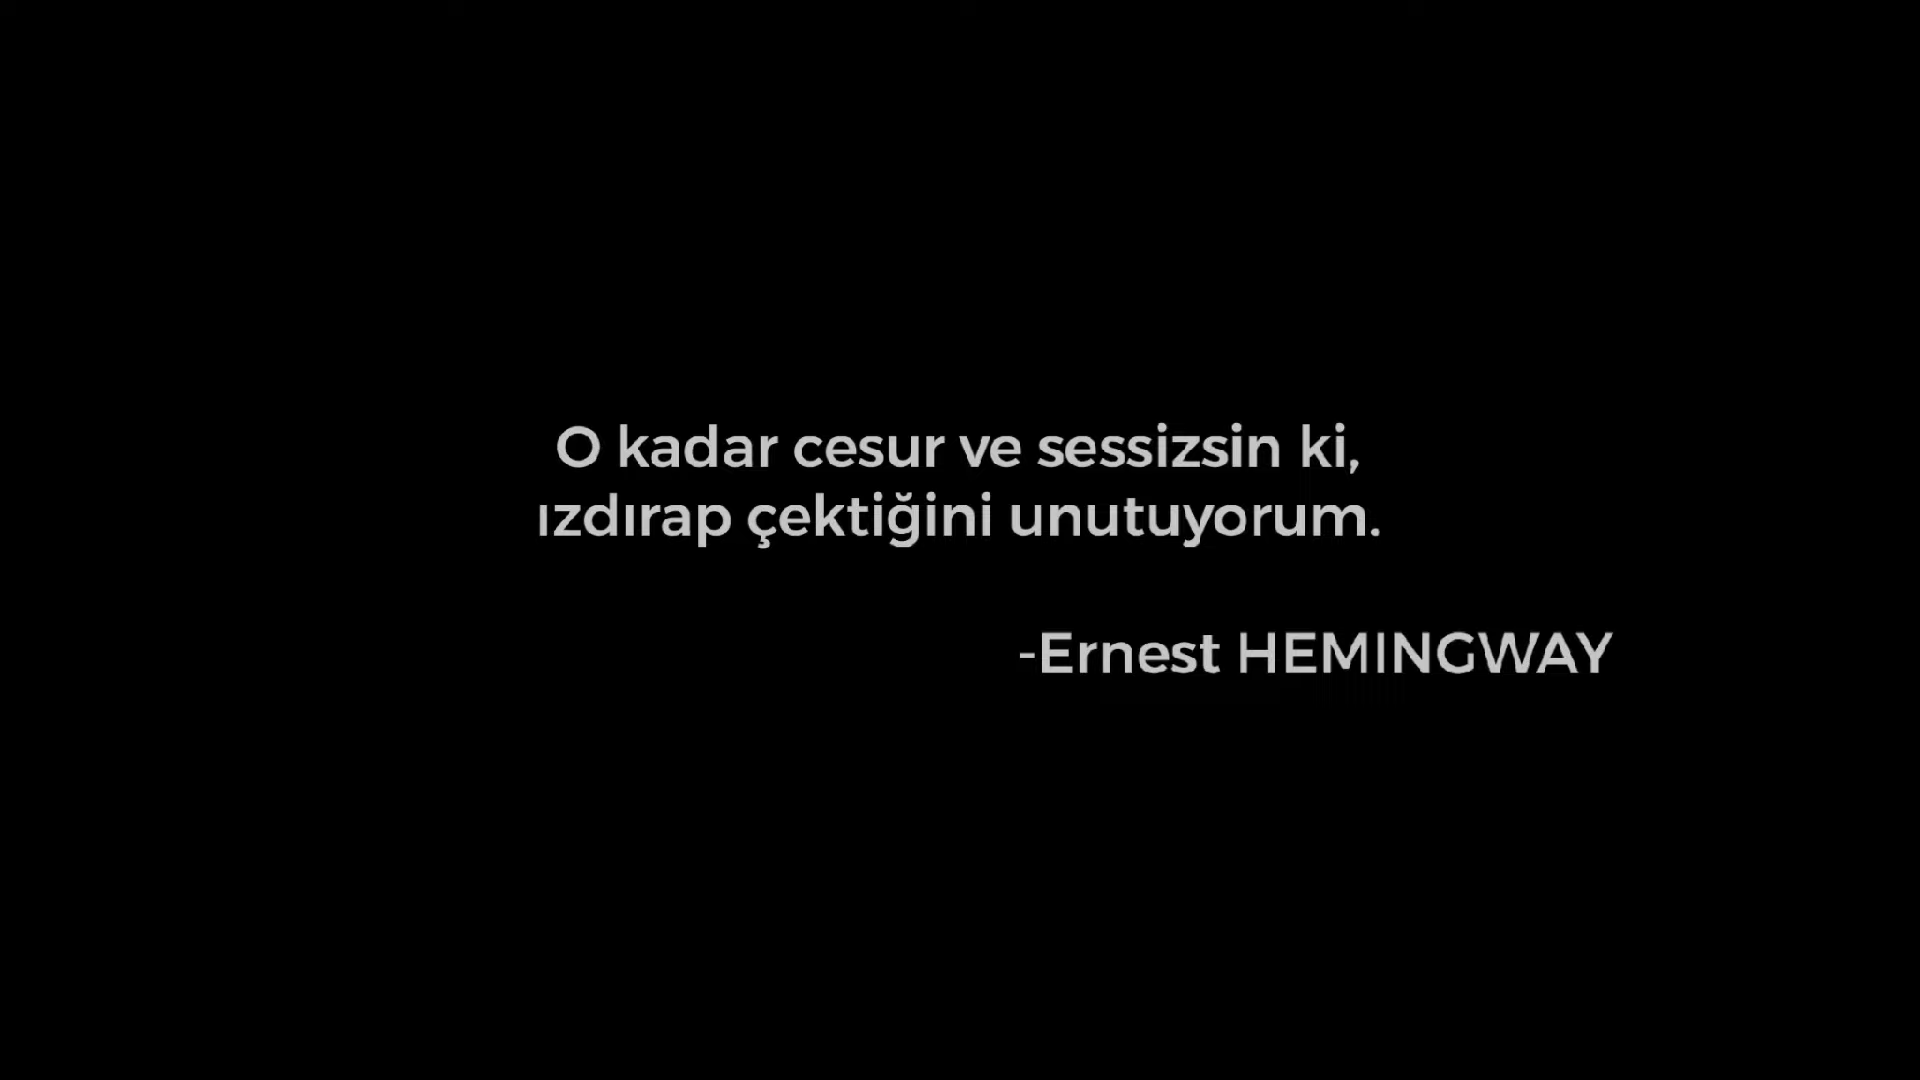 O kadar cesur ve sessizsin ki,
ızdırap çektiğini unutuyorum.
-Ernest HEMINGWAY